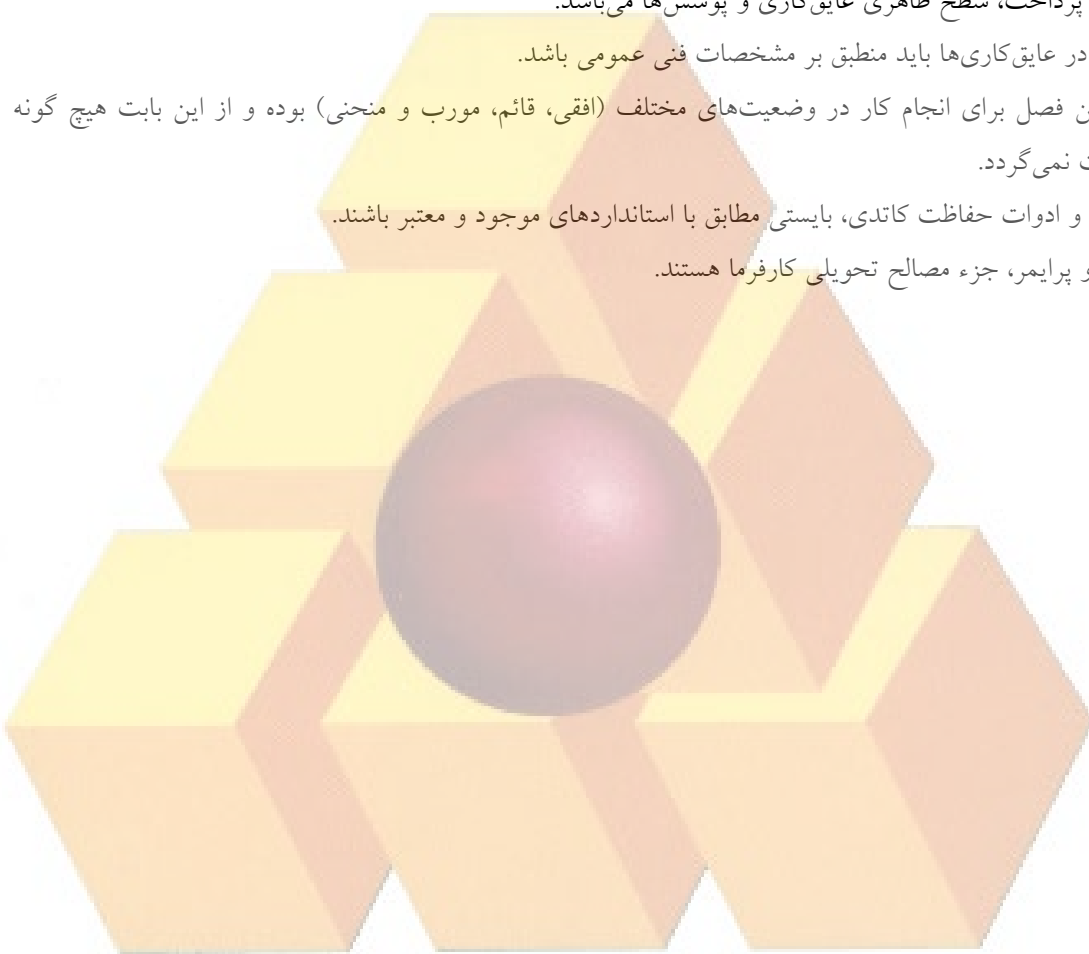 پرداخت، سطح ظاهری عایق‌کاری و پوشش‌ها می‌باشد.
در عایق‌کاری‌ها باید منطبق بر مشخصات فنی عمومی باشد.
فصل برای انجام کار در وضعیت‌های مختلف (افقی، قائم، مورب و منحنی) بوده و از این بابت هیچ گونه
نمی‌گردد.
و ادوات حفاظت کاتدی، بایستی مطابق با استانداردهای موجود و معتبر باشند.
و پرایمر، جزء مصالح تحویلی کارفرما هستند.